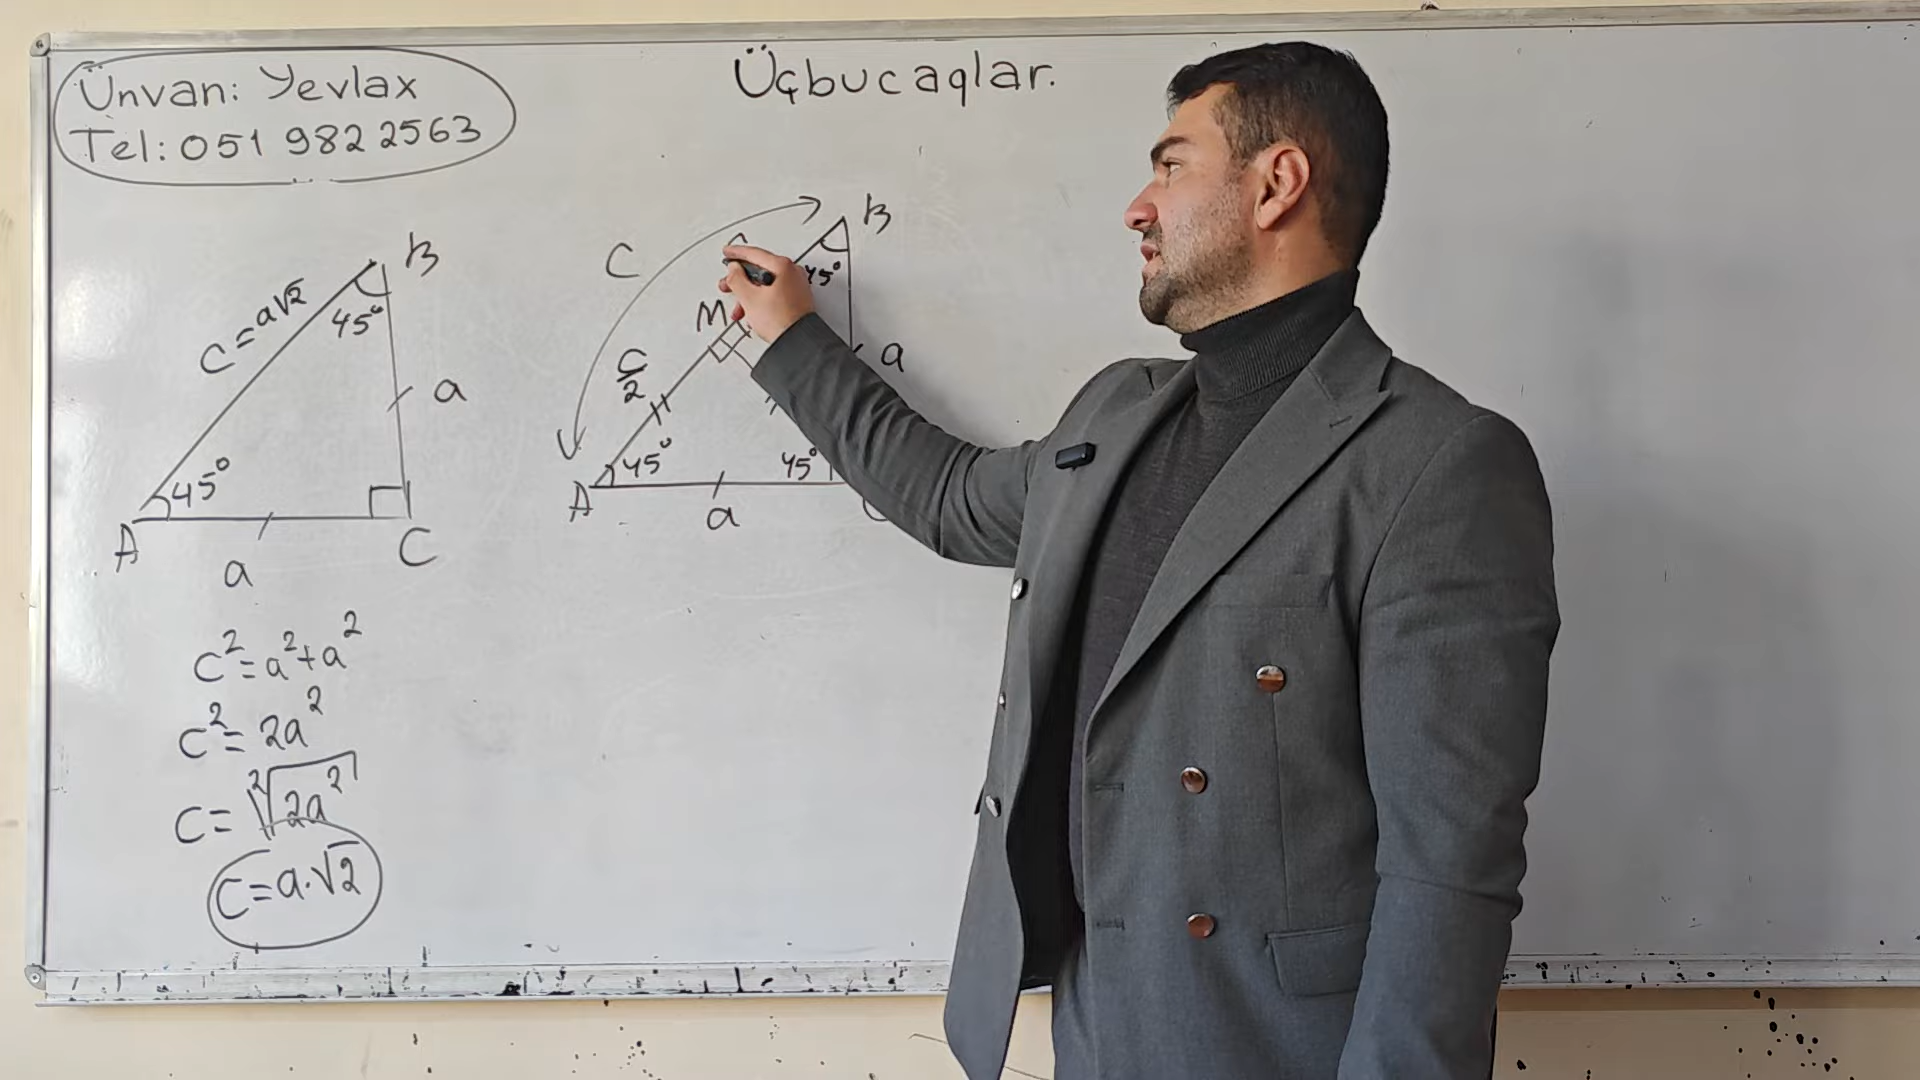 Ünvan: Yevlax
Tel: 051 982 2563
Üçbucaqlar.
B
C = a√2
45°
a
45°
A
C
a
C² = a² + a²
C² = 2a²
C = ²√2a²
C = a·√2
C
B
45°
M
C/2
a
45°
45°
A
a